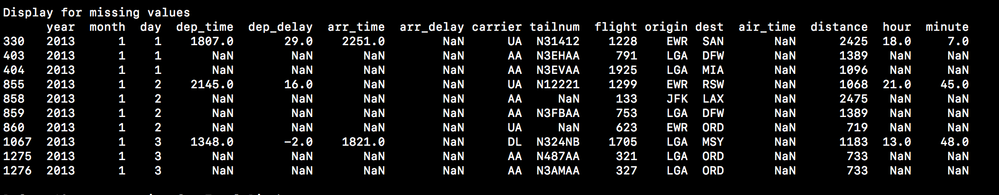 Display for missing values
year month day dep_time dep_delay arr_time arr_delay carrier tailnum flight origin dest air_time distance hour minute
330 2013 1 1 1807.0 29.0 2251.0 NaN UA N31412 1228 EWR SAN NaN 2425 18.0 7.0
403 2013 1 1 NaN NaN NaN NaN AA N3EHAA 791 LGA DFW NaN 1389 NaN NaN
404 2013 1 1 NaN NaN NaN NaN AA N3EVAA 1925 LGA MIA NaN 1096 NaN NaN
855 2013 1 2 2145.0 16.0 NaN NaN UA N12221 1299 EWR RSW NaN 1068 21.0 45.0
858 2013 1 2 NaN NaN NaN NaN AA NaN 133 JFK LAX NaN 2475 NaN NaN
859 2013 1 2 NaN NaN NaN NaN AA N3FBAA 753 LGA DFW NaN 1389 NaN NaN
860 2013 1 2 NaN NaN NaN NaN UA NaN 623 EWR ORD NaN 719 NaN NaN
1067 2013 1 3 1348.0 -2.0 1821.0 NaN DL N324NB 1705 LGA MSY NaN 1183 13.0 48.0
1275 2013 1 3 NaN NaN NaN NaN AA N487AA 321 LGA ORD NaN 733 NaN NaN
1276 2013 1 3 NaN NaN NaN NaN AA N3AMAA 327 LGA ORD NaN 733 NaN NaN